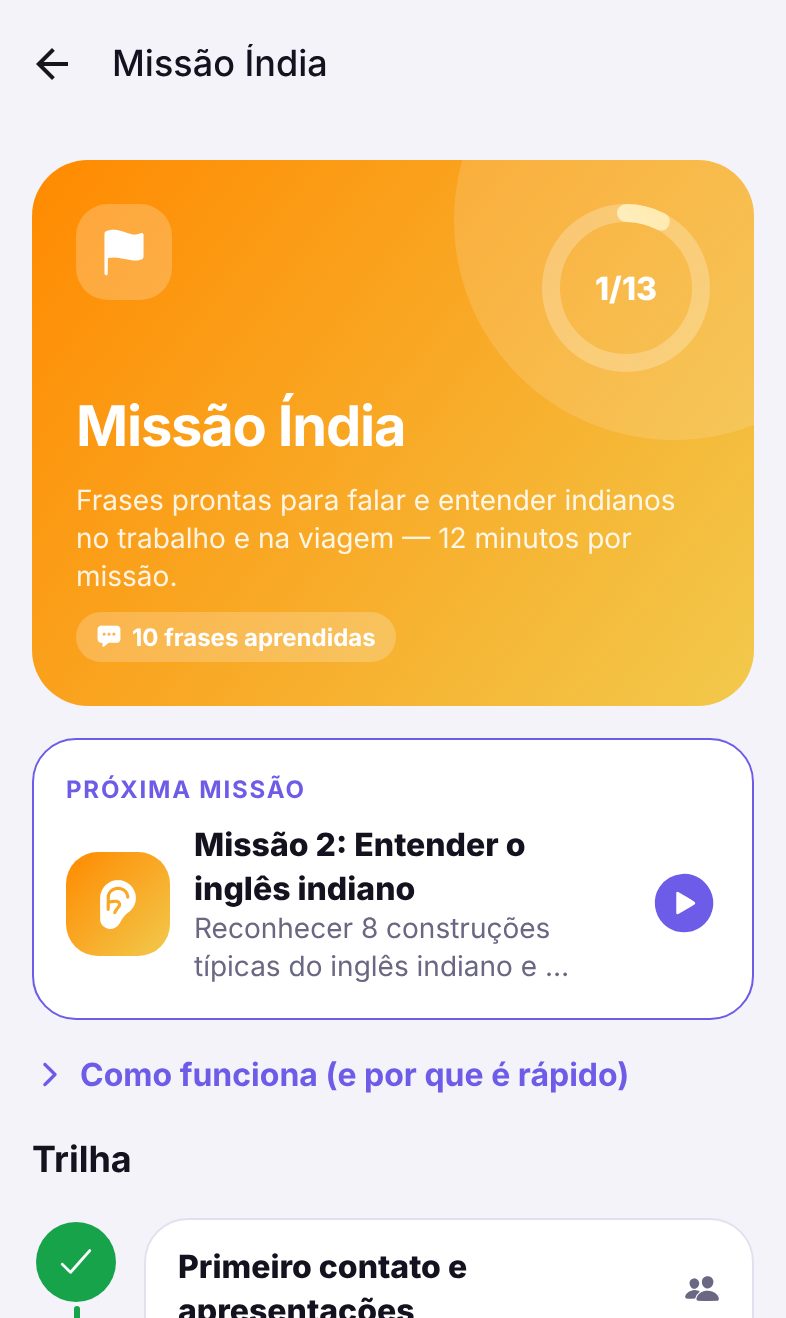 Missão Índia
1/13
Missão Índia
Frases prontas para falar e entender indianos
no trabalho e na viagem — 12 minutos por
missão.
10 frases aprendidas
PRÓXIMA MISSÃO
Missão 2: Entender o
inglês indiano
Reconhecer 8 construções
típicas do inglês indiano e ...
Como funciona (e por que é rápido)
Trilha
Primeiro contato e
apresentações